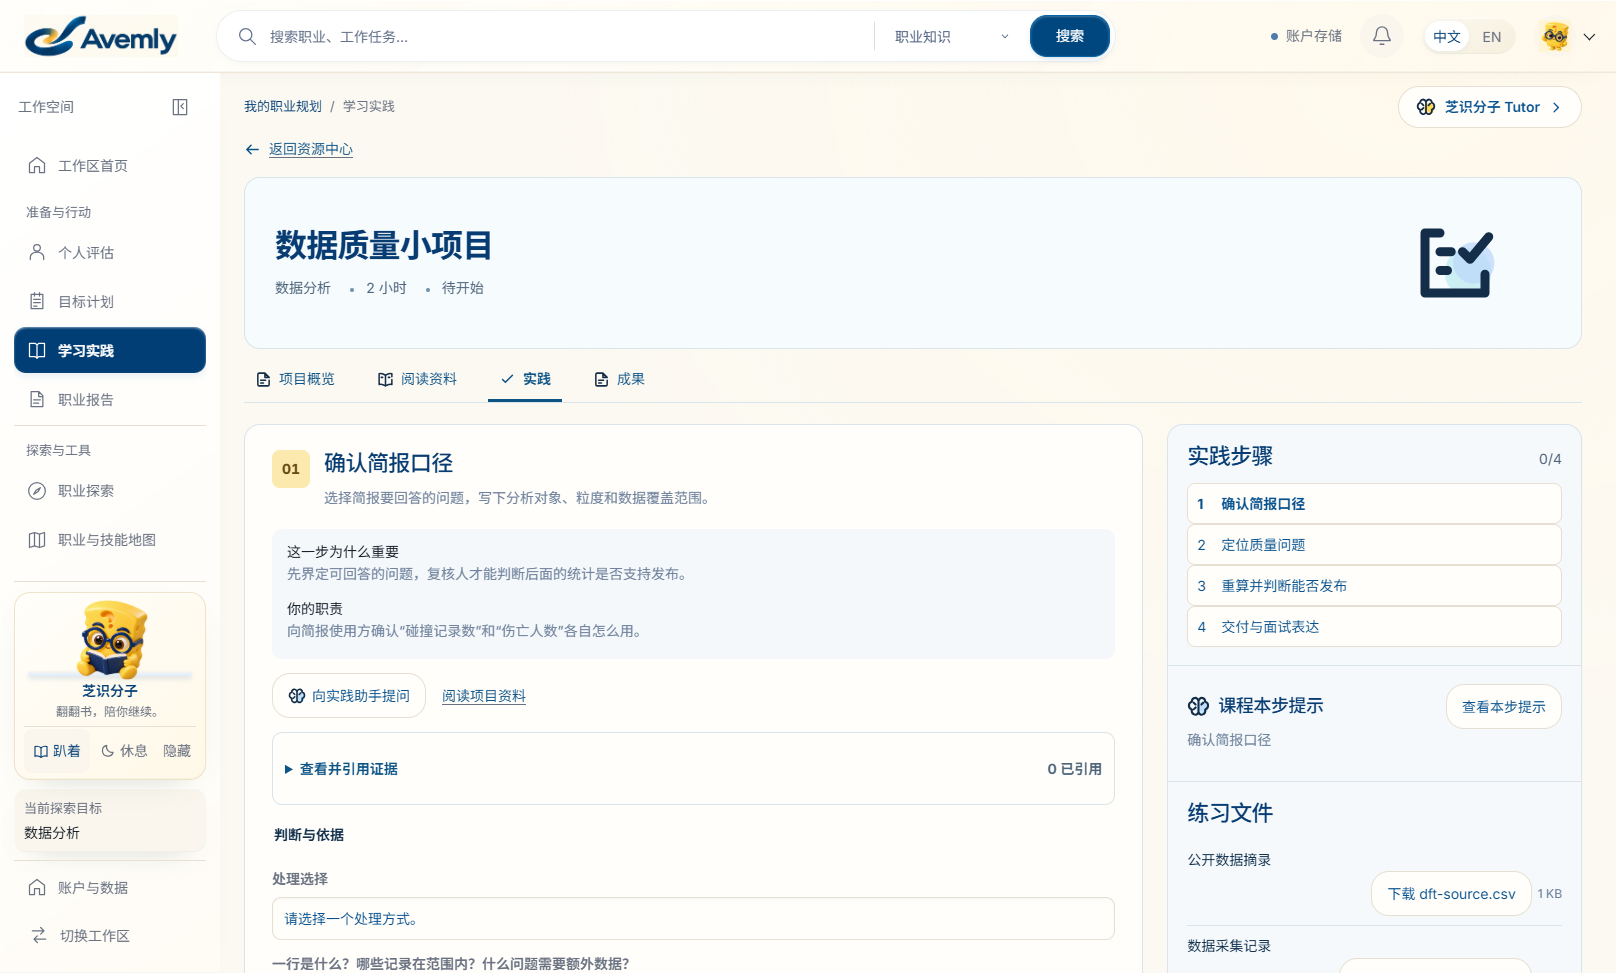 Avemly
搜索职业、工作任务...
职业知识
搜索
账户存储
中文
EN
工作空间
工作区首页
准备与行动
个人评估
目标计划
学习实践
职业报告
探索与工具
职业探索
职业与技能地图
芝识分子
翻翻书，陪你继续。
趴着
休息
隐藏
当前探索目标
数据分析
账户与数据
切换工作区
我的职业规划 / 学习实践
芝识分子 Tutor
返回资源中心
数据质量小项目
数据分析 • 2 小时 • 待开始
项目概览
阅读资料
实践
成果
01
确认简报口径
选择简报要回答的问题，写下分析对象、粒度和数据覆盖范围。
这一步为什么重要
先界定可回答的问题，复核人才能判断后面的统计是否支持发布。
你的职责
向简报使用方确认“碰撞记录数”和“伤亡人数”各自怎么用。
向实践助手提问
阅读项目资料
查看并引用证据
0 已引用
判断与依据
处理选择
请选择一个处理方式。
一行是什么？哪些记录在范围内？什么问题需要额外数据？
实践步骤
0/4
1 确认简报口径
2 定位质量问题
3 重算并判断能否发布
4 交付与面试表达
课程本步提示
查看本步提示
确认简报口径
练习文件
公开数据摘录
下载 dft-source.csv
1 KB
数据采集记录